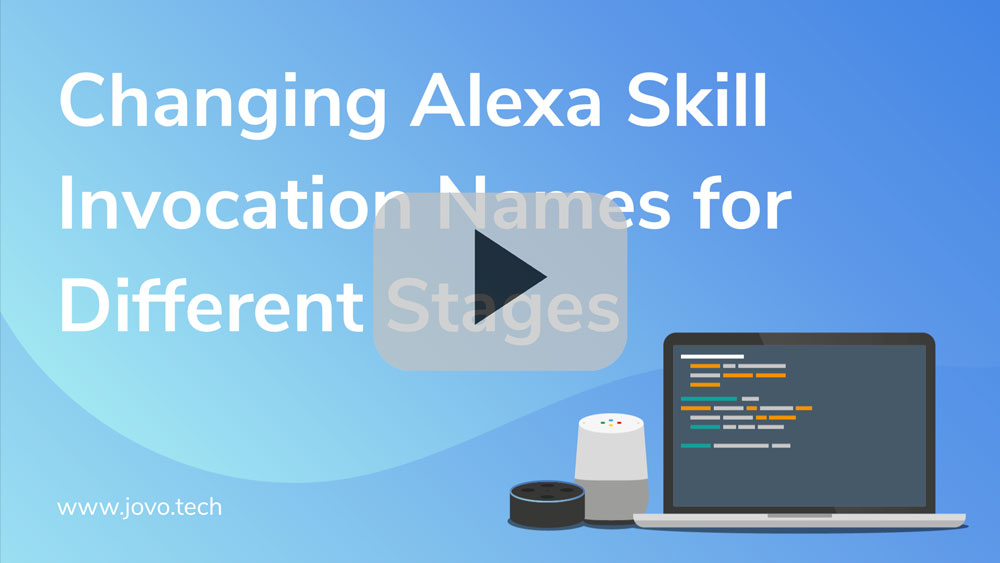 Changing Alexa Skill
Invocation Names for
Different Stages
www.jovo.tech